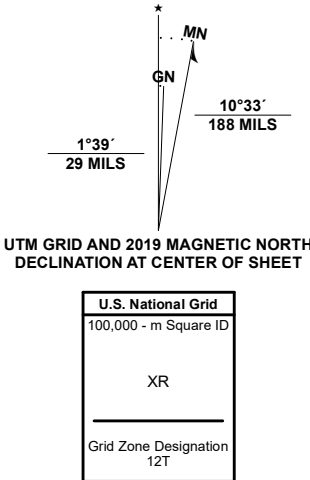 ★
MN
GN
10°33´
188 MILS
1°39´
29 MILS
UTM GRID AND 2019 MAGNETIC NORTH
DECLINATION AT CENTER OF SHEET
U.S. National Grid
100,000 - m Square ID
XR
Grid Zone Designation
12T